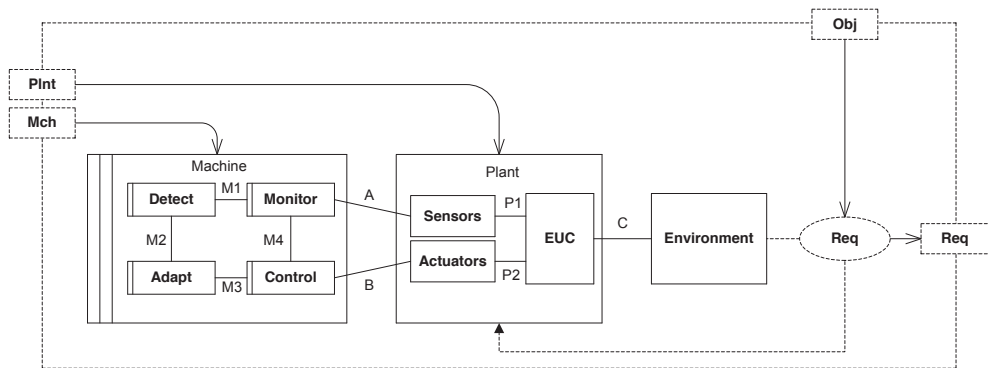 Obj
Plnt
Mch
Machine
Plant
Detect
M1
Monitor
A
Sensors
P1
M2
M4
EUC
C
Environment
Req
Req
Actuators
Adapt
M3
Control
B
P2